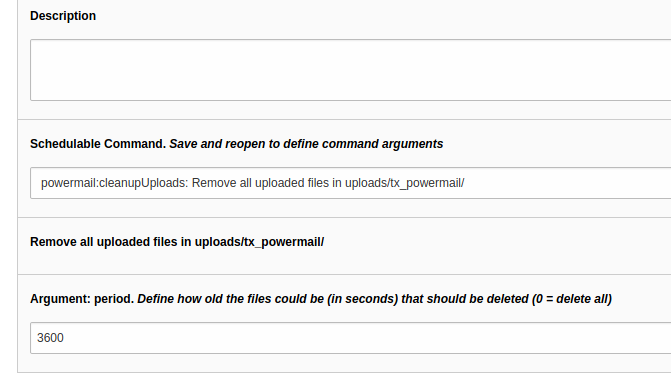 Description
Schedulable Command. Save and reopen to define command arguments
powermail:cleanupUploads: Remove all uploaded files in uploads/tx_powermail/
Remove all uploaded files in uploads/tx_powermail/
Argument: period. Define how old the files could be (in seconds) that should be deleted (0 = delete all)
3600